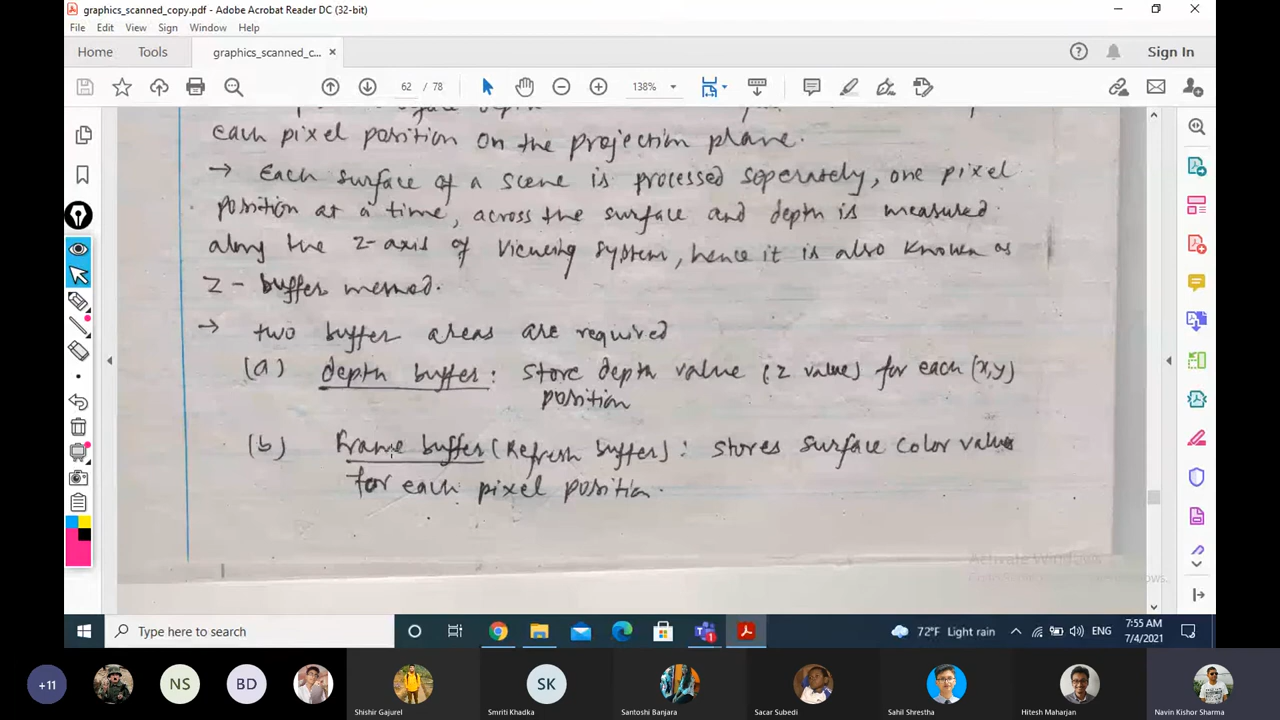 graphics_scanned_copy.pdf - Adobe Acrobat Reader DC (32-bit)
File Edit View Sign Window Help
Home Tools graphics_scanned_c... × Sign In
62 / 78 138%
each pixel position on the projection plane.
→ Each surface of a scene is processed seperately, one pixel
position at a time, across the surface and depth is measured
along the z-axis of viewing system, hence it is also known as
Z - buffer method.
→ two buffer areas are required
(a) depth buffer: store depth value (z value) for each (x,y)
position
(b) Frame buffer (Refresh buffer): stores surface color values
for each pixel position.
Activate Windows
Type here to search
72°F Light rain ENG 7:55 AM
7/4/2021
+11 NS BD SK
Shishir Gajurel Smriti Khadka Santoshi Banjara Sacar Subedi Sahil Shrestha Hitesh Maharjan Navin Kishor Sharma